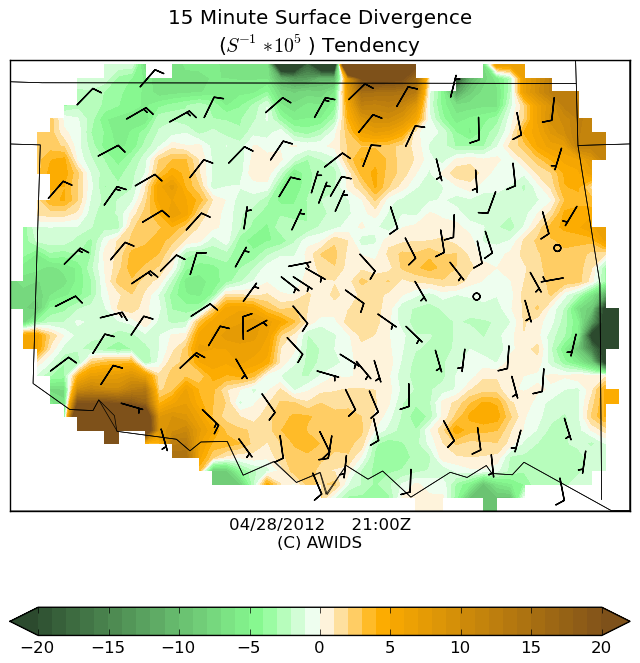 15 Minute Surface Divergence
(S⁻¹ * 10⁵ ) Tendency
04/28/2012 21:00Z
(C) AWIDS
−20 −15 −10 −5 0 5 10 15 20